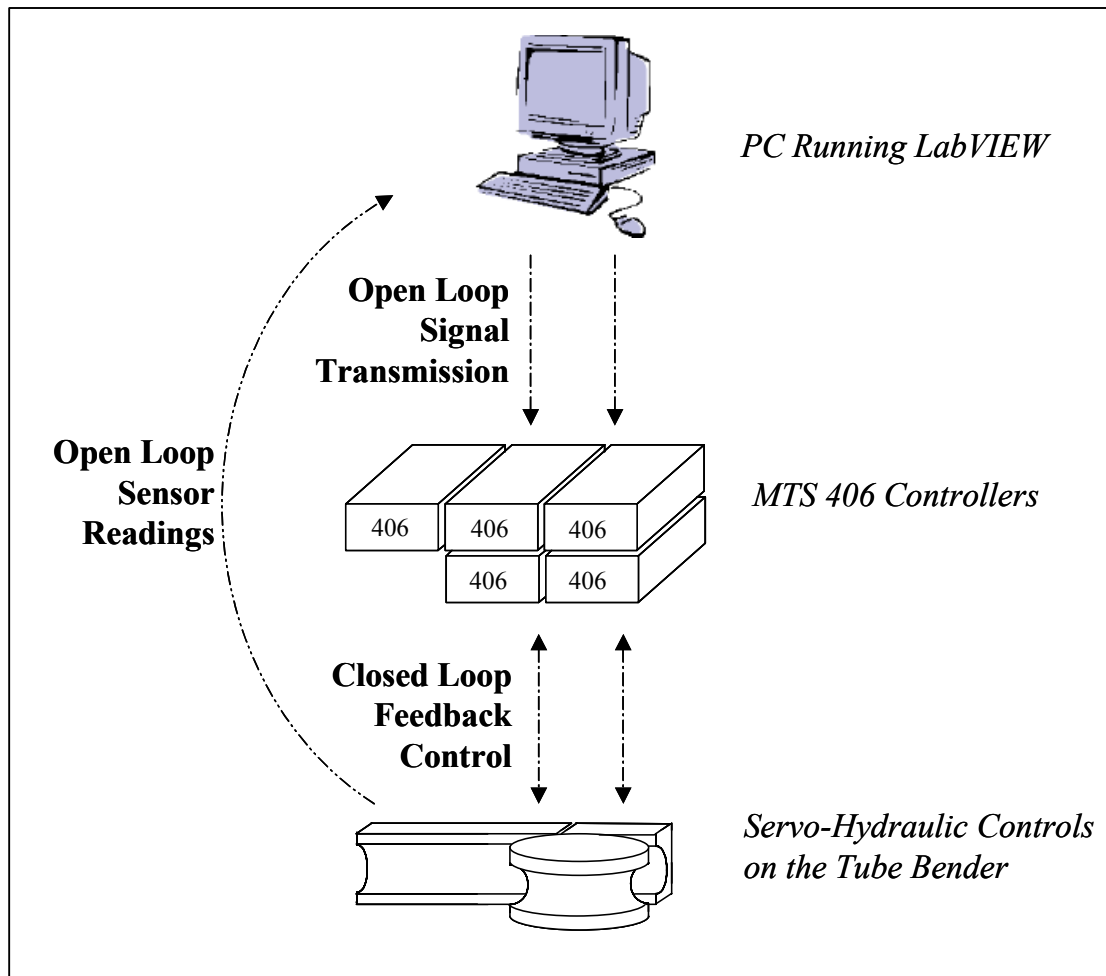 PC Running LabVIEW
Open Loop
Signal
Transmission
Open Loop
Sensor
Readings
406
406
406
406
406
MTS 406 Controllers
Closed Loop
Feedback
Control
Servo-Hydraulic Controls
on the Tube Bender